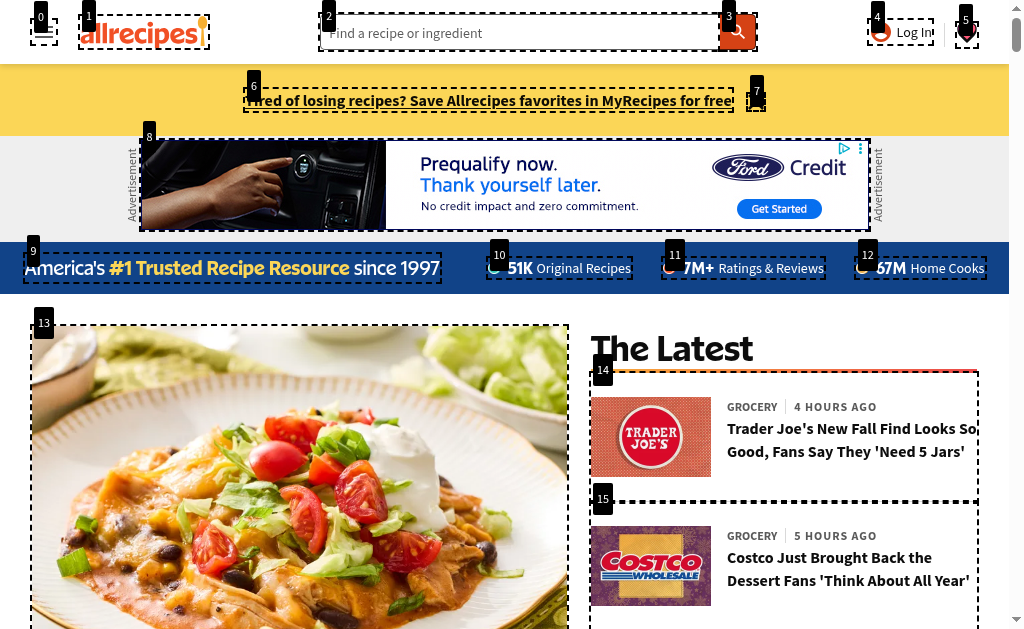 0
1
2
3
4
5
allrecipes
Find a recipe or ingredient
Log In
6
7
Tired of losing recipes? Save Allrecipes favorites in MyRecipes for free
8
Advertisement
Prequalify now.
Thank yourself later.
No credit impact and zero commitment.
Ford Credit
Get Started
Advertisement
9
10
11
12
America's #1 Trusted Recipe Resource since 1997
51K Original Recipes
7M+ Ratings & Reviews
67M Home Cooks
13
The Latest
14
GROCERY
4 HOURS AGO
TRADER JOE'S
Trader Joe's New Fall Find Looks So
Good, Fans Say They 'Need 5 Jars'
15
GROCERY
5 HOURS AGO
COSTCO WHOLESALE
Costco Just Brought Back the
Dessert Fans 'Think About All Year'